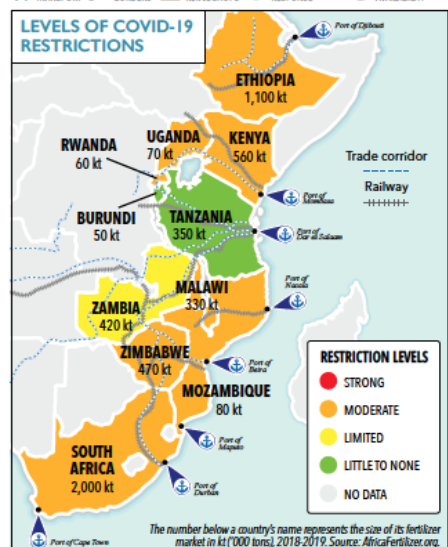 LEVELS OF COVID-19
RESTRICTIONS
Port of Djibouti
ETHIOPIA
1,100 kt
UGANDA
70 kt
KENYA
560 kt
RWANDA
60 kt
Trade corridor
Railway
Port of
Mombasa
BURUNDI
50 kt
TANZANIA
350 kt
Port of
Dar es Salaam
MALAWI
330 kt
Port of
Nacala
ZAMBIA
420 kt
ZIMBABWE
470 kt
Port of
Beira
MOZAMBIQUE
80 kt
Port of
Maputo
SOUTH
AFRICA
2,000 kt
Port of
Durban
Port of Cape Town
RESTRICTION LEVELS
STRONG
MODERATE
LIMITED
LITTLE TO NONE
NO DATA
The number below a country's name represents the size of its fertilizer
market in kt ('000 tons), 2018-2019. Source: AfricaFertilizer.org.